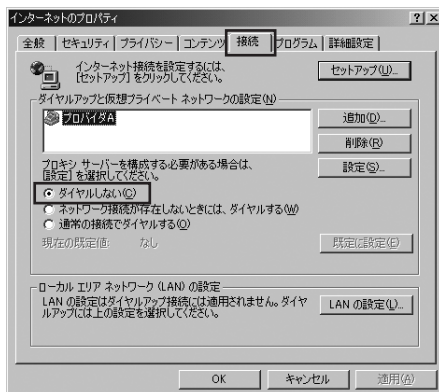 インターネットのプロパティ
? ×
全般 セキュリティ プライバシー コンテンツ 接続 プログラム 詳細設定
インターネット接続を設定するには、
[セットアップ] をクリックしてください。
セットアップ(U)...
ダイヤルアップと仮想プライベート ネットワークの設定(N)
プロバイダA
追加(D)...
削除(R)
プロキシ サーバーを構成する必要がある場合は、
[設定] を選択してください。
設定(S)...
ダイヤルしない(C)
ネットワーク接続が存在しないときには、ダイヤルする(W)
通常の接続でダイヤルする(O)
現在の既定値: なし
既定に設定(E)
ローカル エリア ネットワーク (LAN) の設定
LAN の設定はダイヤルアップ接続には適用されません。ダイヤ
ルアップには上の設定を選択してください。
LAN の設定(L)...
OK キャンセル 適用(A)